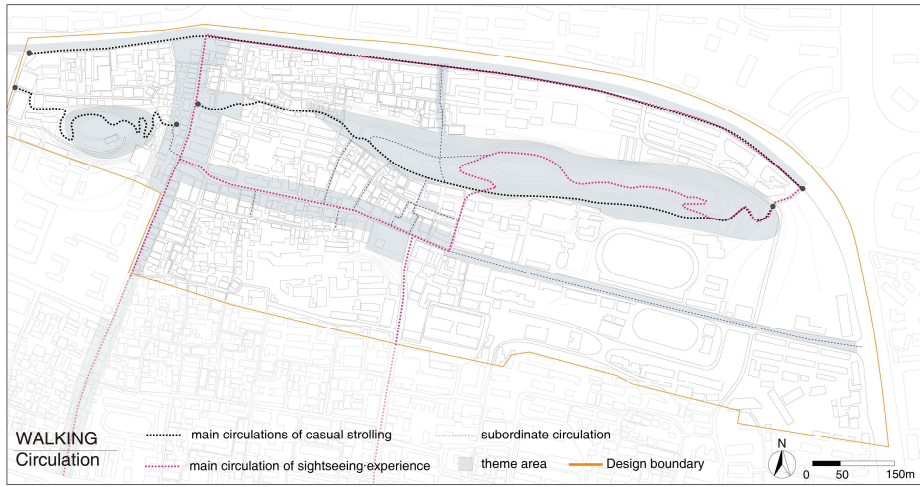 WALKING
Circulation
main circulations of casual strolling
subordinate circulation
main circulation of sightseeing·experience
theme area
Design boundary
N
0 50 150m